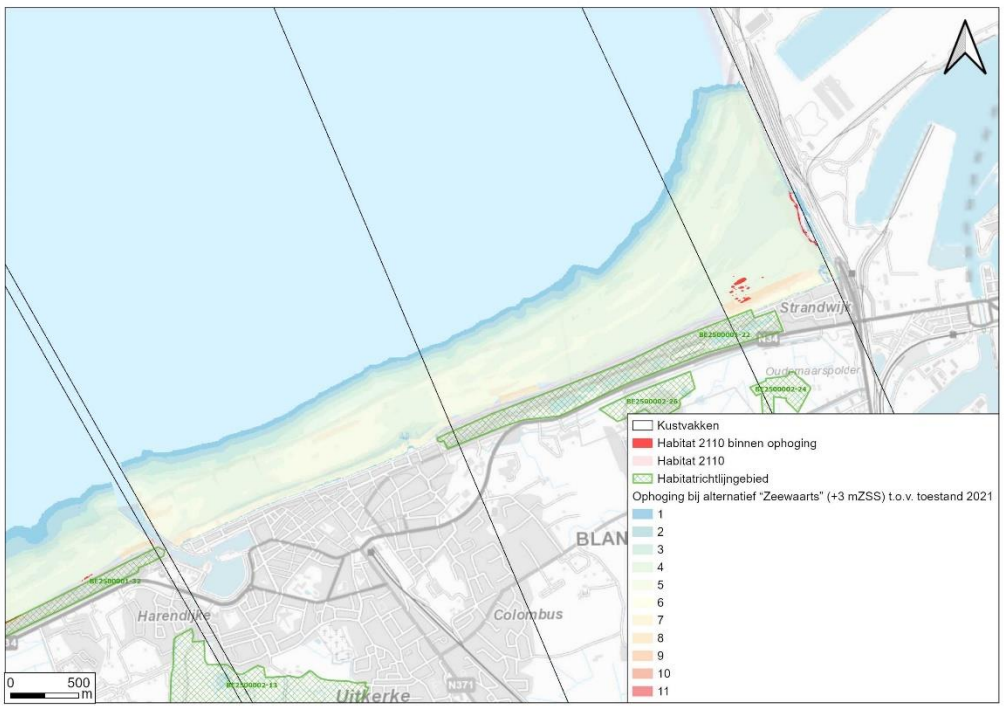 Strandwijk
BE2500001-22
N34
Oudemaarspolder
BE2500002-26
BE2500002-24
BLAN
BE2500001-22
Harendijke
Colombus
BE2500002-13
Uitkerke
N371
0 500
m
Kustvakken
Habitat 2110 binnen ophoging
Habitat 2110
Habitatrichtlijngebied
Ophoging bij alternatief "Zeewaarts" (+3 mZSS) t.o.v. toestand 2021
1
2
3
4
5
6
7
8
9
10
11